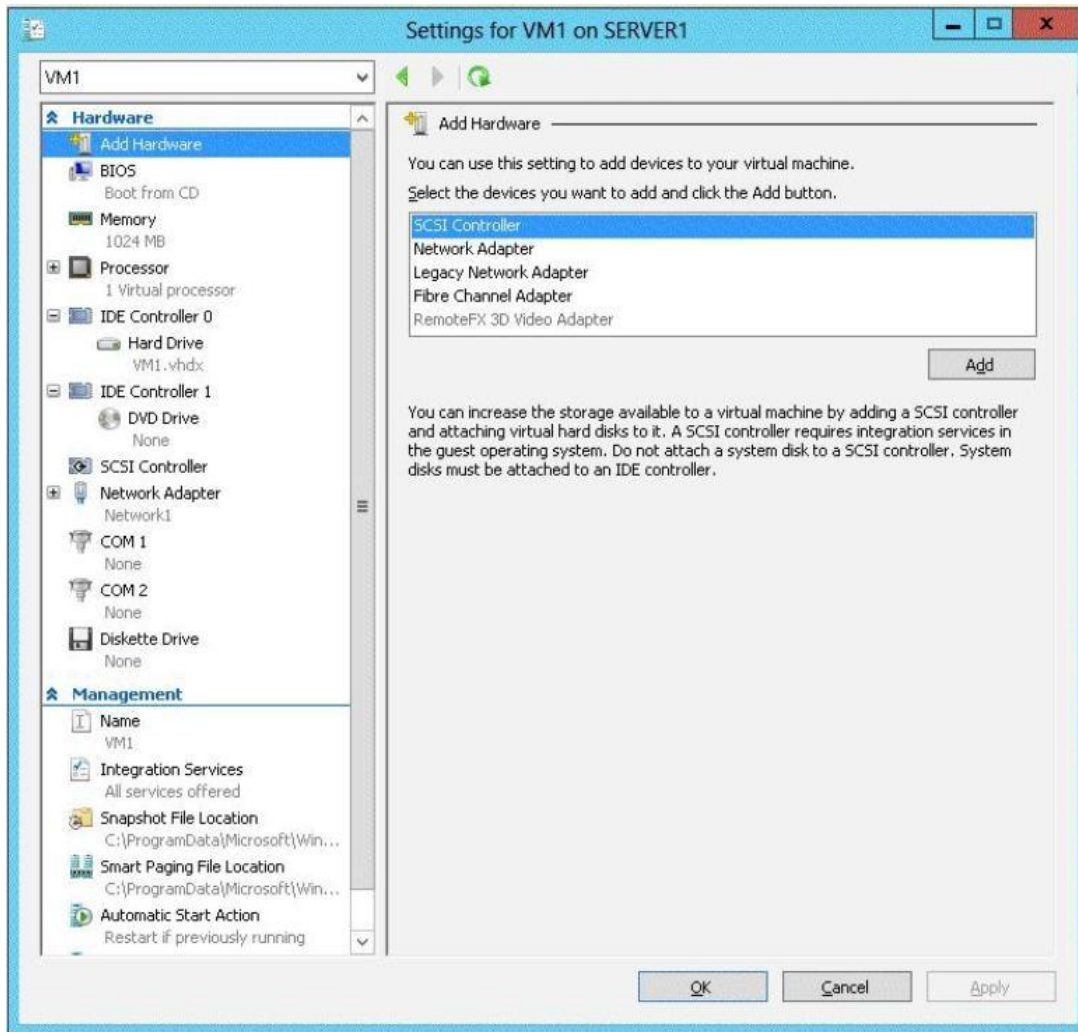 Settings for VM1 on SERVER1
VM1
Hardware
Add Hardware
BIOS
Boot from CD
Memory
1024 MB
Processor
1 Virtual processor
IDE Controller 0
Hard Drive
VM1.vhdx
IDE Controller 1
DVD Drive
None
SCSI Controller
Network Adapter
Network1
COM 1
None
COM 2
None
Diskette Drive
None
Management
Name
VM1
Integration Services
All services offered
Snapshot File Location
C:\ProgramData\Microsoft\Win...
Smart Paging File Location
C:\ProgramData\Microsoft\Win...
Automatic Start Action
Restart if previously running
Add Hardware
You can use this setting to add devices to your virtual machine.
Select the devices you want to add and click the Add button.
SCSI Controller
Network Adapter
Legacy Network Adapter
Fibre Channel Adapter
RemoteFX 3D Video Adapter
Add
You can increase the storage available to a virtual machine by adding a SCSI controller
and attaching virtual hard disks to it. A SCSI controller requires integration services in
the guest operating system. Do not attach a system disk to a SCSI controller. System
disks must be attached to an IDE controller.
OK
Cancel
Apply